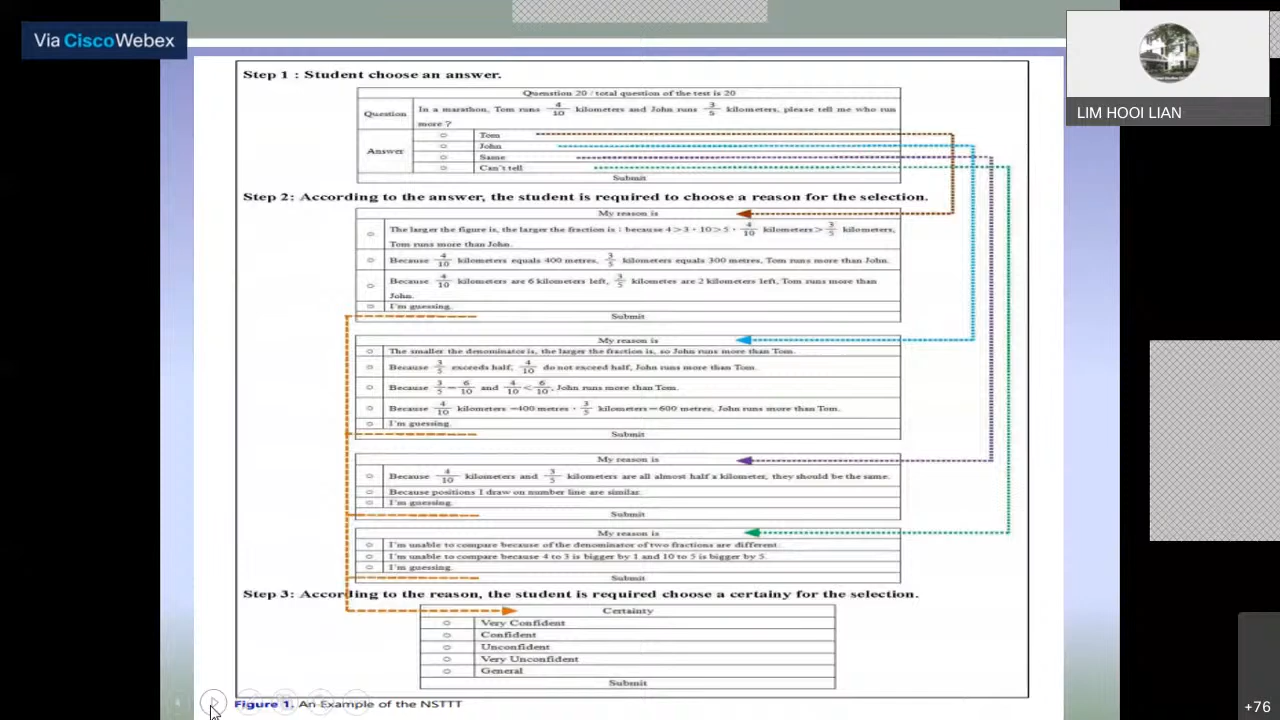 Via Cisco Webex
LIM HOOI LIAN
Step 1 : Student choose an answer.
Quenstion 20 / total question of the test is 20
Question
In a marathon, Tom runs 4/10 kilometers and John runs 3/5 kilometers, please tell me who run
more ?
Answer
Tom
John
Same
Can't tell
Submit
Step 2: According to the answer, the student is required to choose a reason for the selection.
My reason is
The larger the figure is, the larger the fraction is : because 4>3 · 10>5 · 4/10 kilometers> 3/5 kilometers,
Tom runs more than John.
Because 4/10 kilometers equals 400 metres, 3/5 kilometers equals 300 metres, Tom runs more than John.
Because 4/10 kilometers are 6 kilometers left, 3/5 kilometes are 2 kilometers left, Tom runs more than
John.
I'm guessing.
Submit
My reason is
The smaller the denominator is, the larger the fraction is, so John runs more than Tom.
Because 3/5 exceeds half, 4/10 do not exceed half, John runs more than Tom.
Because 3/5 = 6/10 and 4/10 < 6/10, John runs more than Tom.
Because 4/10 kilometers =400 metres · 3/5 kilometers=600 metres, John runs more than Tom.
I'm guessing.
Submit
My reason is
Because 4/10 kilometers and 3/5 kilometers are all almost half a kilometer, they should be the same.
Because positions I draw on number line are similar.
I'm guessing.
Submit
My reason is
I'm unable to compare because of the denominator of two fractions are different.
I'm unable to compare because 4 to 3 is bigger by 1 and 10 to 5 is bigger by 5.
I'm guessing.
Submit
Step 3: According to the reason, the student is required choose a certainy for the selection.
Certainty
Very Confident
Confident
Unconfident
Very Unconfident
General
Submit
Figure 1. An Example of the NSTTT
+76